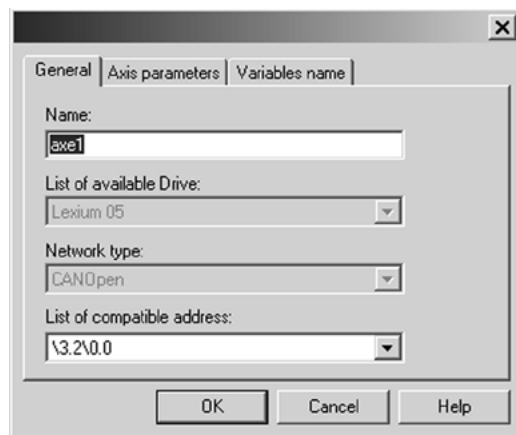 General
Axis parameters
Variables name
Name:
axe1
List of available Drive:
Lexium 05
Network type:
CANOpen
List of compatible address:
\3.2\0.0
OK
Cancel
Help